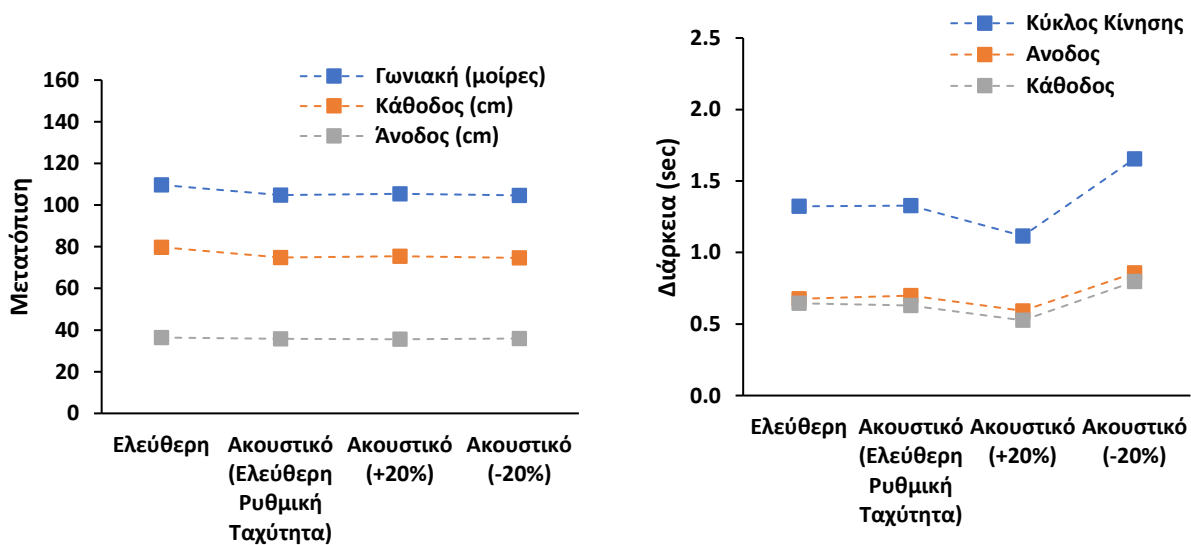 Γωνιακή (μοίρες)
Κάθοδος (cm)
Άνοδος (cm)
Μετατόπιση
160
140
120
100
80
60
40
20
0
Ελεύθερη
Ακουστικό
(Ελεύθερη
Ρυθμική
Ταχύτητα)
Ακουστικό
(+20%)
Ακουστικό
(-20%)
Κύκλος Κίνησης
Ανοδος
Κάθοδος
Διάρκεια (sec)
2.5
2.0
1.5
1.0
0.5
0.0
Ελεύθερη
Ακουστικό
(Ελεύθερη
Ρυθμική
Ταχύτητα)
Ακουστικό
(+20%)
Ακουστικό
(-20%)